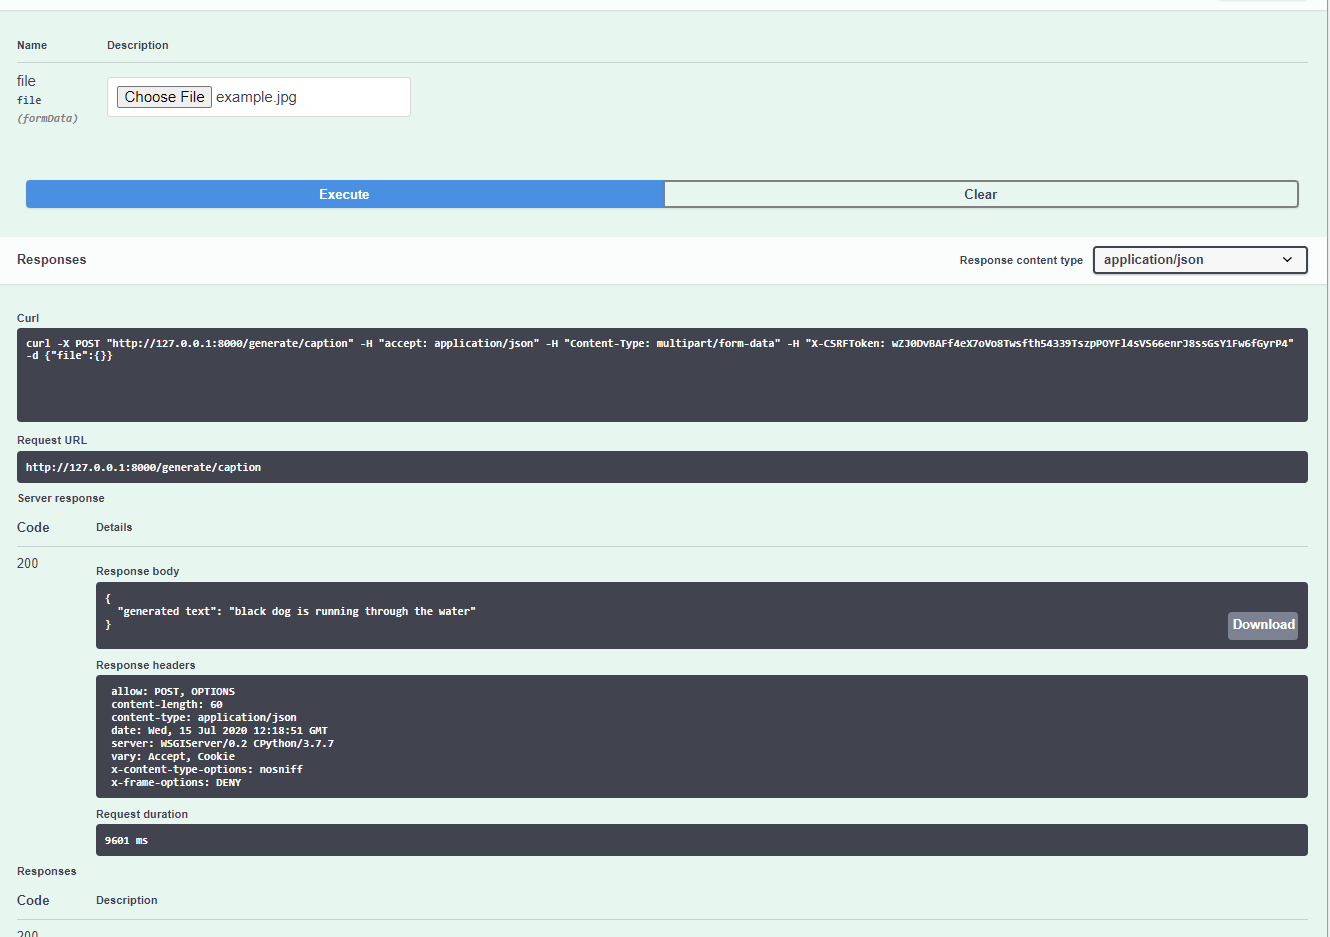 Name Description
file
file
(formData)
Choose File example.jpg
Execute Clear
Responses Response content type application/json
Curl
curl -X POST "http://127.0.0.1:8000/generate/caption" -H "accept: application/json" -H "Content-Type: multipart/form-data" -H "X-CSRFToken: wZJ0DvBAFf4eX7oVo8Twsfth54339TszpPOYFl4sVS66enrJ8ssGsY1Fw6fGyrP4"
-d {"file":{}}
Request URL
http://127.0.0.1:8000/generate/caption
Server response
Code Details
200
Response body
{
"generated text": "black dog is running through the water"
}
Download
Response headers
allow: POST, OPTIONS
content-length: 60
content-type: application/json
date: Wed, 15 Jul 2020 12:18:51 GMT
server: WSGIServer/0.2 CPython/3.7.7
vary: Accept, Cookie
x-content-type-options: nosniff
x-frame-options: DENY
Request duration
9601 ms
Responses
Code Description
200